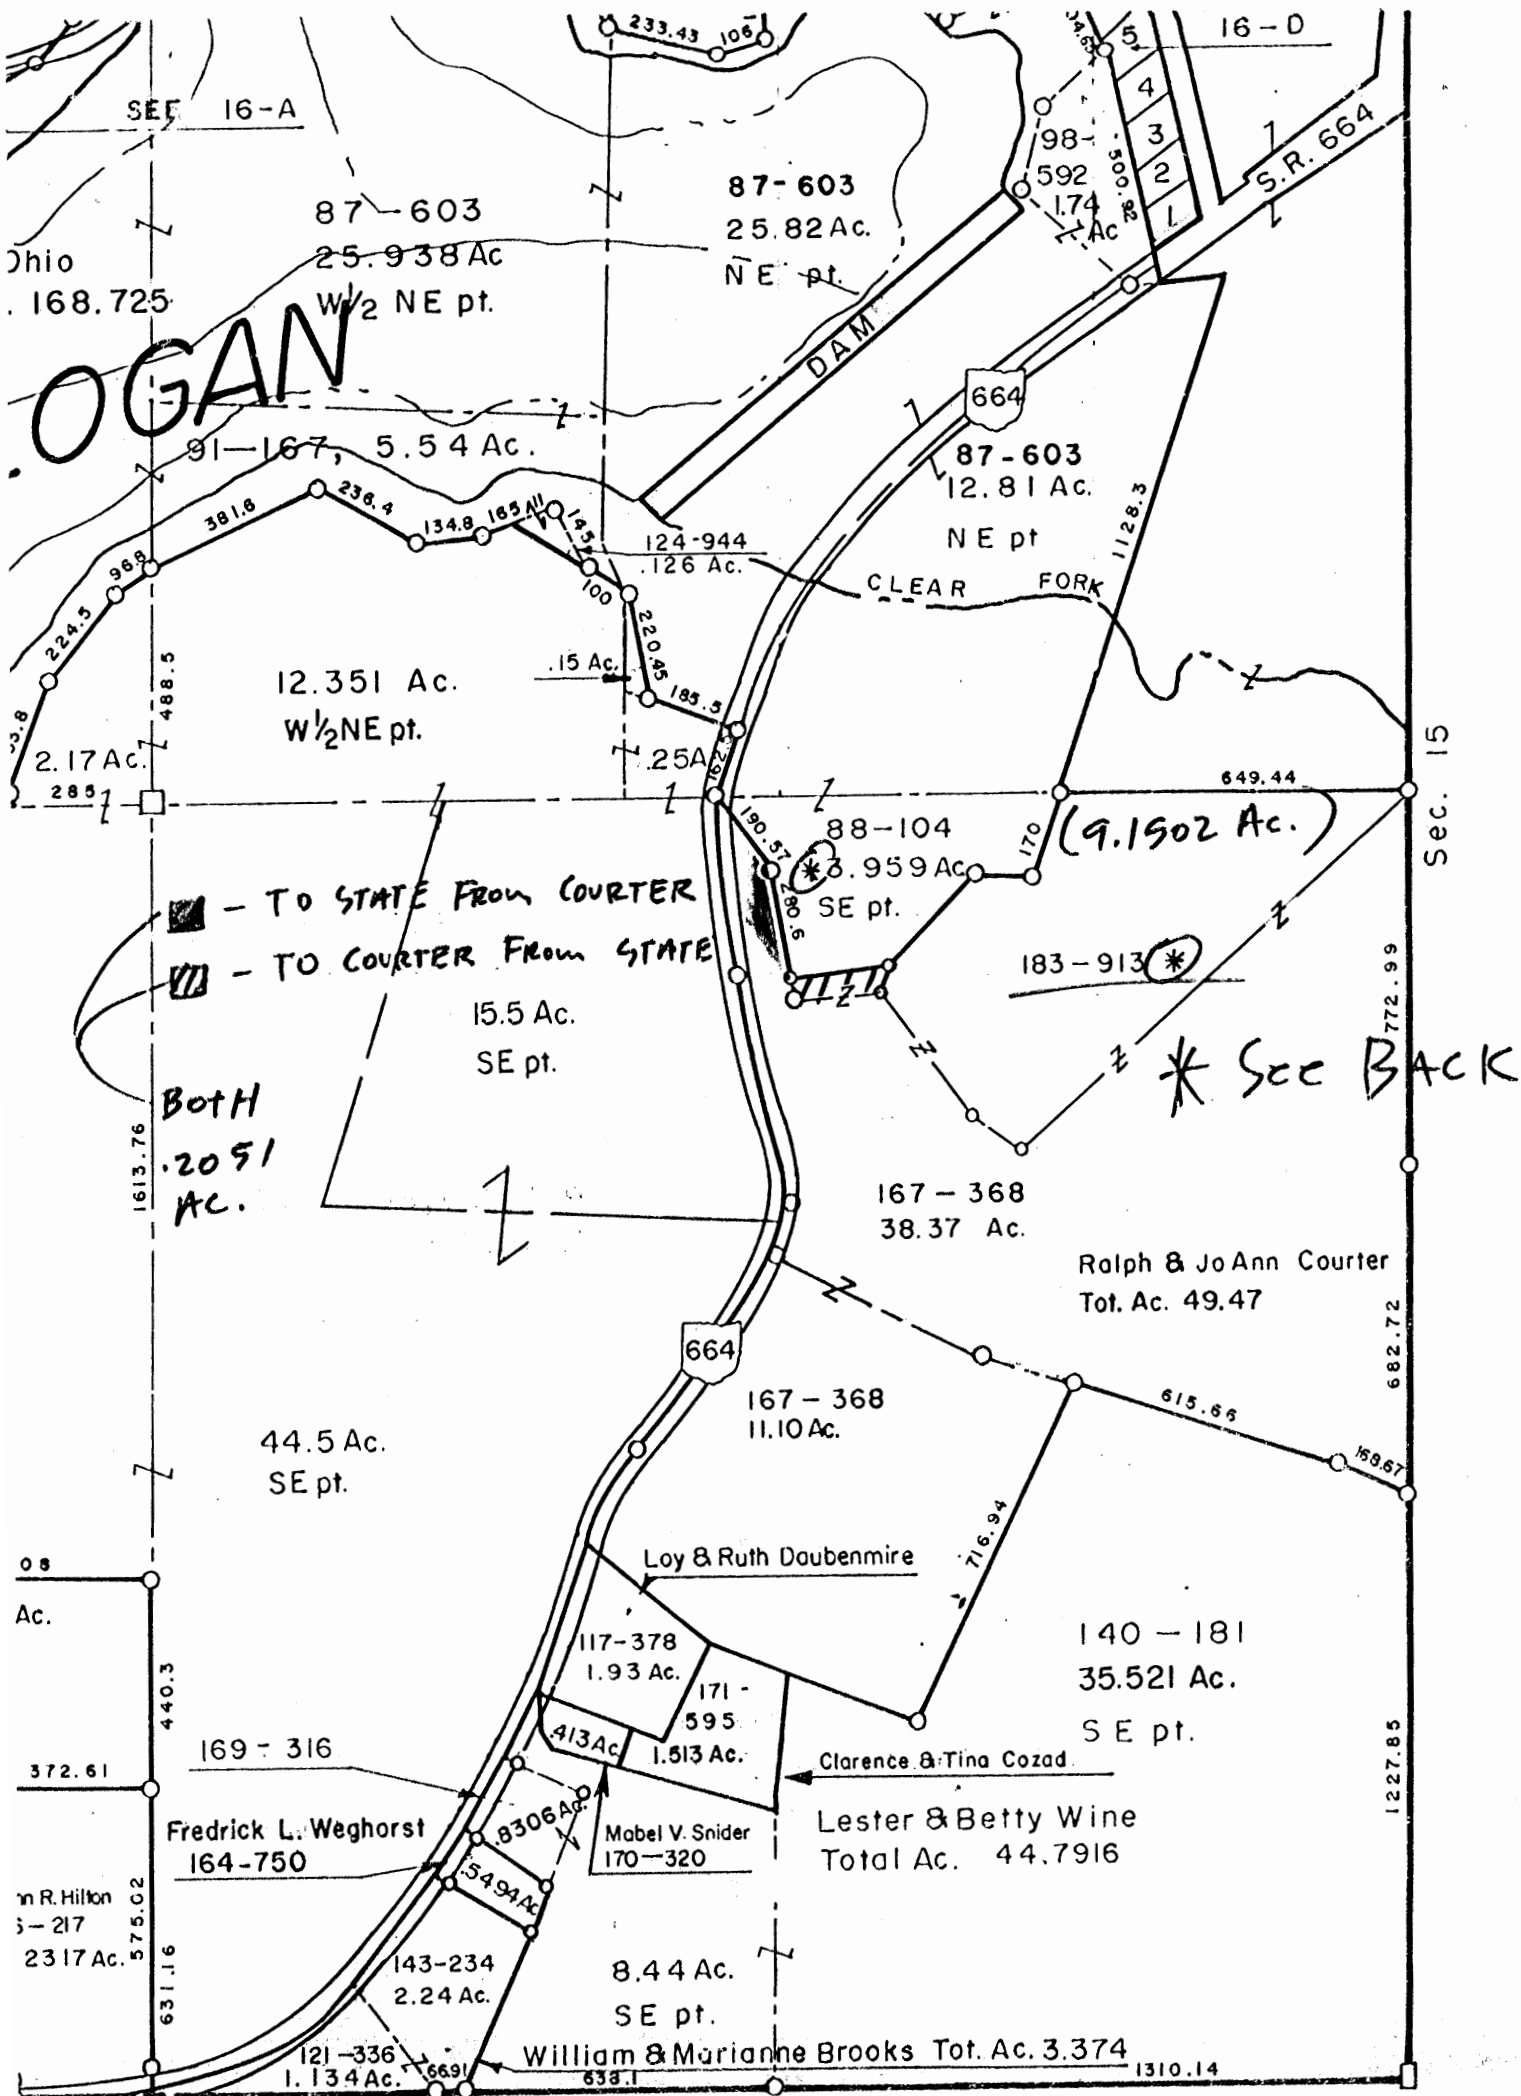 233.43
106
5
16-D
SEE 16-A
4
3
2
1
98-
592
1.74
Ac
S.R. 664
87-603
25.938 Ac
W½ NE pt.
87-603
25.82 Ac.
NE pt.
Ohio
. 168.725
.OGAN
DAM
664
91-167, 5.54 Ac.
87-603
12.81 Ac.
NE pt
1128.3
381.6
236.4
134.8
165
145
96.8
224.5
124-944
.126 Ac.
100
CLEAR FORK
220.45
.15 Ac.
185.5
488.5
12.351 Ac.
W½NE pt.
2.17 Ac.
285
.25A
162.5
649.44
Sec. 15
190.57
88-104
* 3.959 Ac
SE pt.
170
(9.1502 Ac.)
280.6
- TO STATE FROM COURTER
- TO COURTER FROM STATE
183-913 *
772.99
15.5 Ac.
SE pt.
* See BACK
BOTH
.2051
AC.
1613.76
167-368
38.37 Ac.
Ralph & JoAnn Courter
Tot. Ac. 49.47
682.72
664
167-368
11.10 Ac.
615.66
168.67
44.5 Ac.
SE pt.
716.94
08
Ac.
Loy & Ruth Daubenmire
117-378
1.93 Ac.
171-
595
1.513 Ac.
140-181
35.521 Ac.
SE pt.
440.3
.413 Ac.
169-316
372.61
Clarence & Tina Cozad
1227.85
.8306 Ac.
Fredrick L. Weghorst
164-750
Mabel V. Snider
170-320
Lester & Betty Wine
Total Ac. 44.7916
.5494 Ac
n R. Hilton
-217
2317 Ac.
575.02
631.16
143-234
2.24 Ac.
8.44 Ac.
SE pt.
121-336
1.134 Ac.
66.91
William & Marianne Brooks Tot. Ac. 3.374
638.1
1310.14